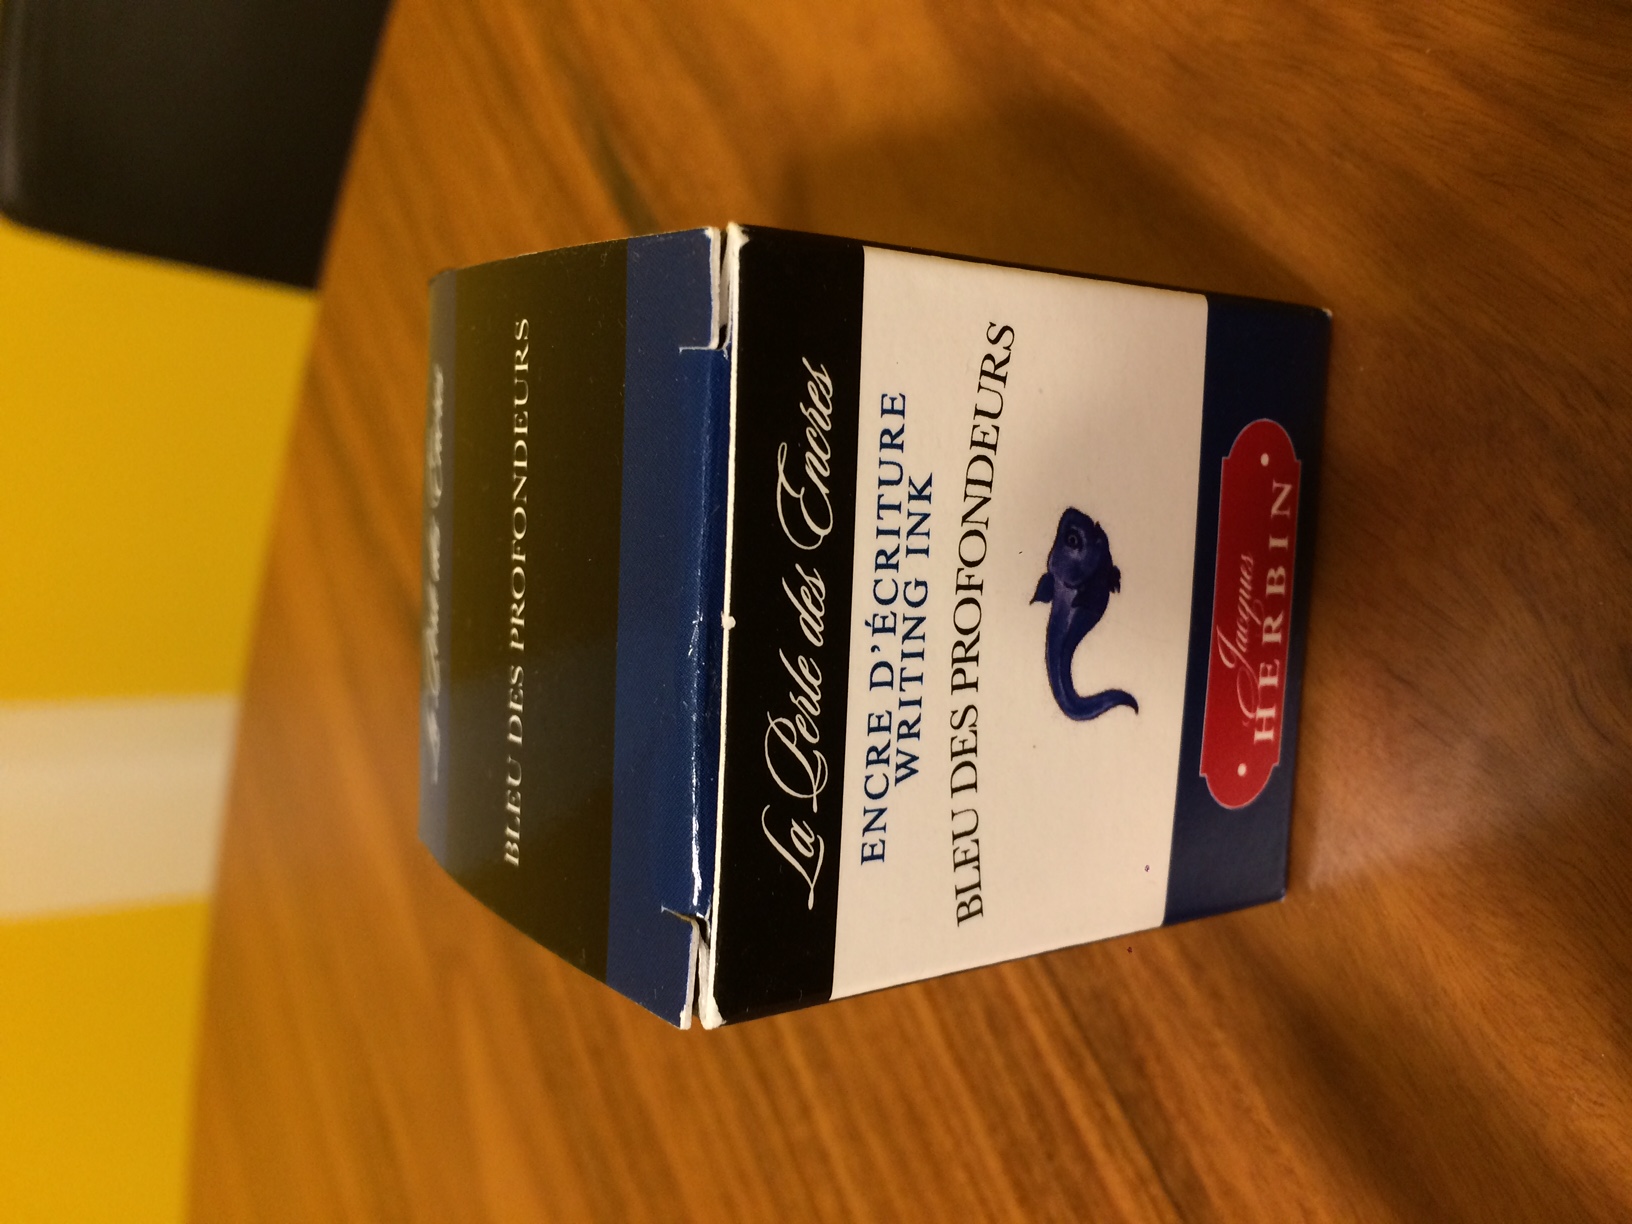 BLEU DES PROFONDEURS
La Perle des Encres
ENCRE D'ÉCRITURE
WRITING INK
BLEU DES PROFONDEURS
Jacques
HERBIN